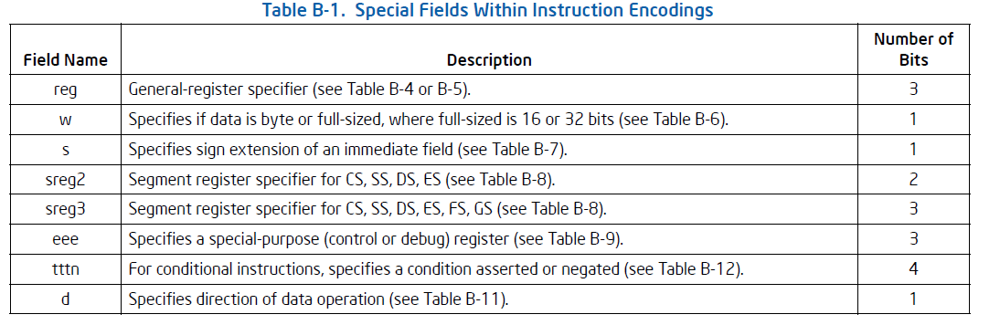 Table B-1. Special Fields Within Instruction Encodings
Field Name Description Number of Bits
reg General-register specifier (see Table B-4 or B-5). 3
w Specifies if data is byte or full-sized, where full-sized is 16 or 32 bits (see Table B-6). 1
s Specifies sign extension of an immediate field (see Table B-7). 1
sreg2 Segment register specifier for CS, SS, DS, ES (see Table B-8). 2
sreg3 Segment register specifier for CS, SS, DS, ES, FS, GS (see Table B-8). 3
eee Specifies a special-purpose (control or debug) register (see Table B-9). 3
tttn For conditional instructions, specifies a condition asserted or negated (see Table B-12). 4
d Specifies direction of data operation (see Table B-11). 1